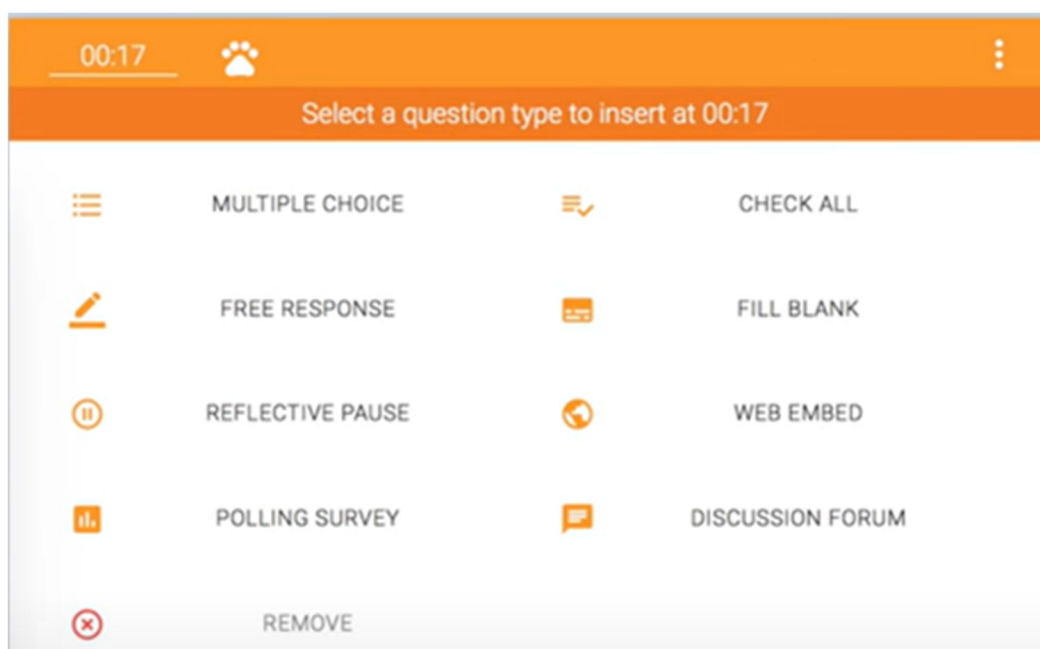 00:17
Select a question type to insert at 00:17
MULTIPLE CHOICE
CHECK ALL
FREE RESPONSE
FILL BLANK
REFLECTIVE PAUSE
WEB EMBED
POLLING SURVEY
DISCUSSION FORUM
REMOVE